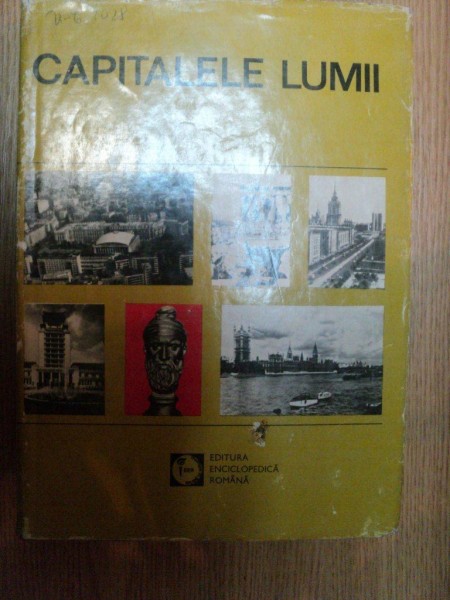 CAPITALELE LUMII
EDITURA
ENCICLOPEDICĂ
ROMÂNĂ